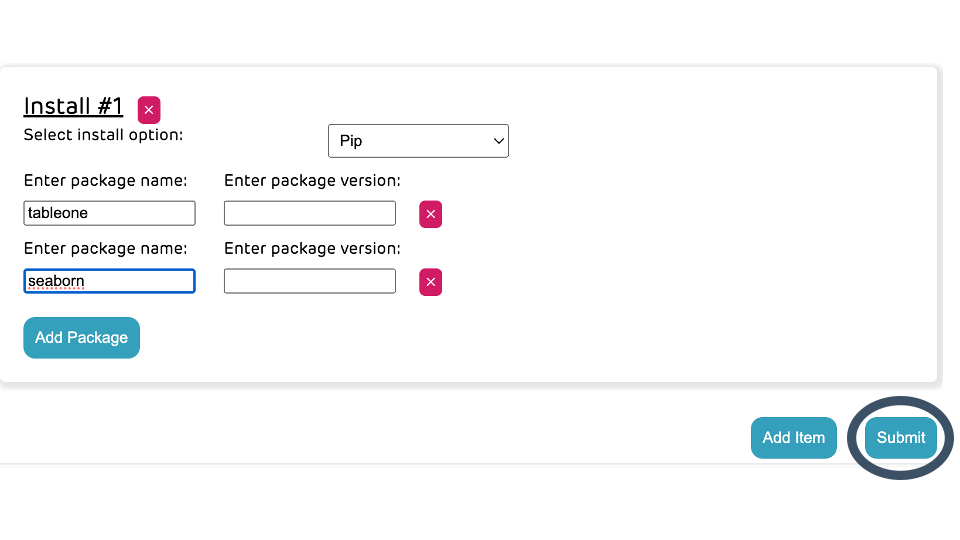 Install #1 ×
Select install option: Pip
Enter package name: Enter package version:
tableone ×
Enter package name: Enter package version:
seaborn ×
Add Package
Add Item Submit